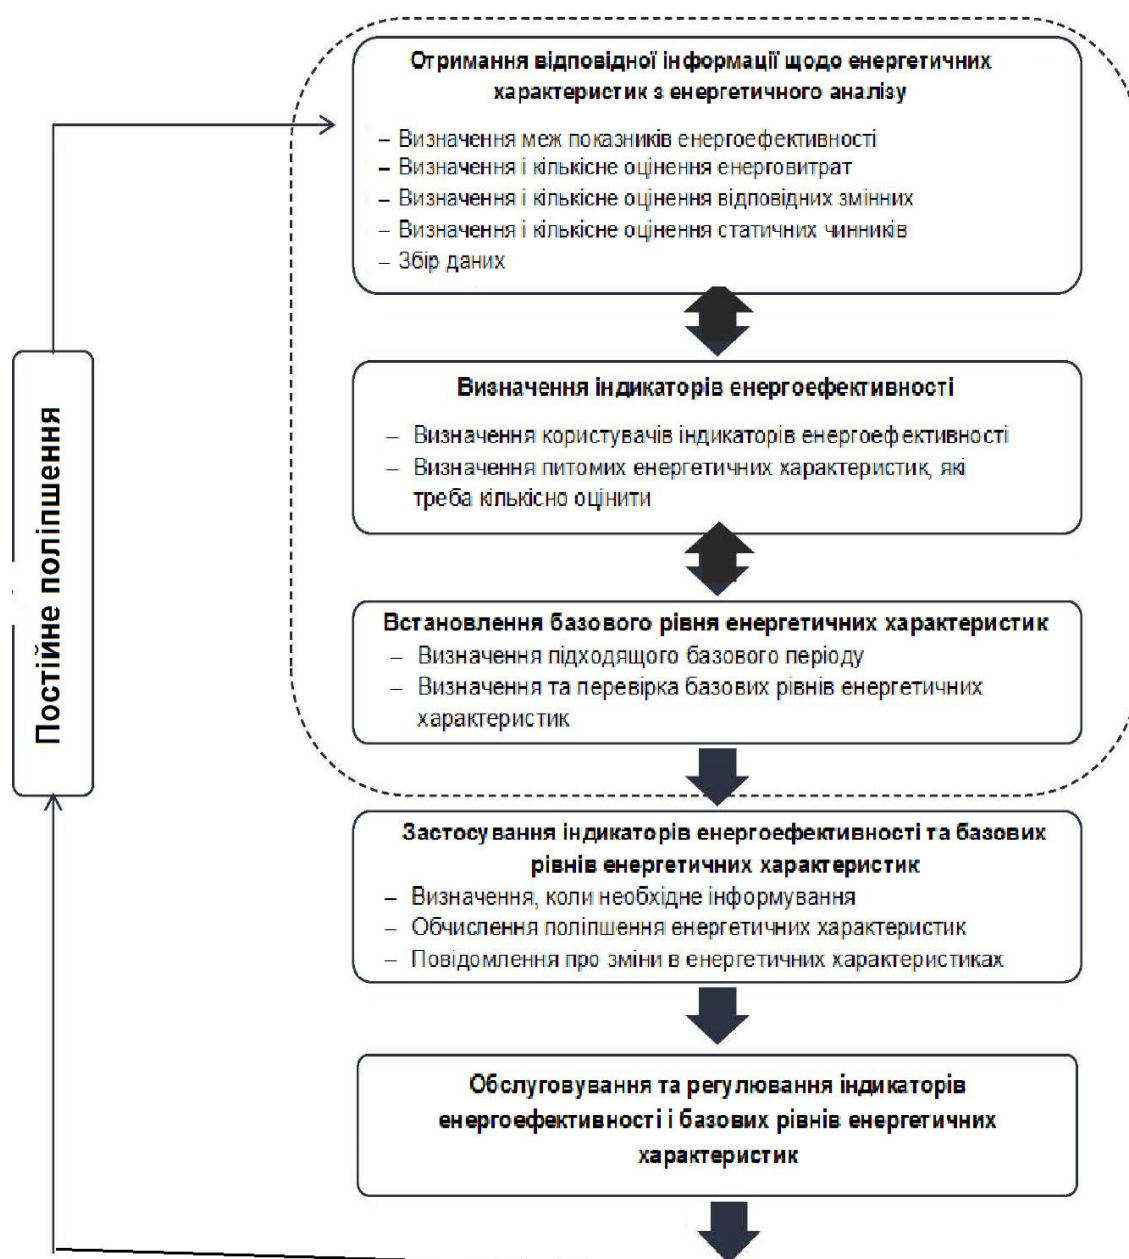 Отримання відповідної інформації щодо енергетичних
характеристик з енергетичного аналізу
– Визначення меж показників енергоефективності
– Визначення і кількісне оцінення енерговитрат
– Визначення і кількісне оцінення відповідних змінних
– Визначення і кількісне оцінення статичних чинників
– Збір даних
Визначення індикаторів енергоефективності
– Визначення користувачів індикаторів енергоефективності
– Визначення питомих енергетичних характеристик, які
треба кількісно оцінити
Постійне поліпшення
Встановлення базового рівня енергетичних характеристик
– Визначення підходящого базового періоду
– Визначення та перевірка базових рівнів енергетичних
характеристик
Застосування індикаторів енергоефективності та базових
рівнів енергетичних характеристик
– Визначення, коли необхідне інформування
– Обчислення поліпшення енергетичних характеристик
– Повідомлення про зміни в енергетичних характеристиках
Обслуговування та регулювання індикаторів
енергоефективності і базових рівнів енергетичних
характеристик